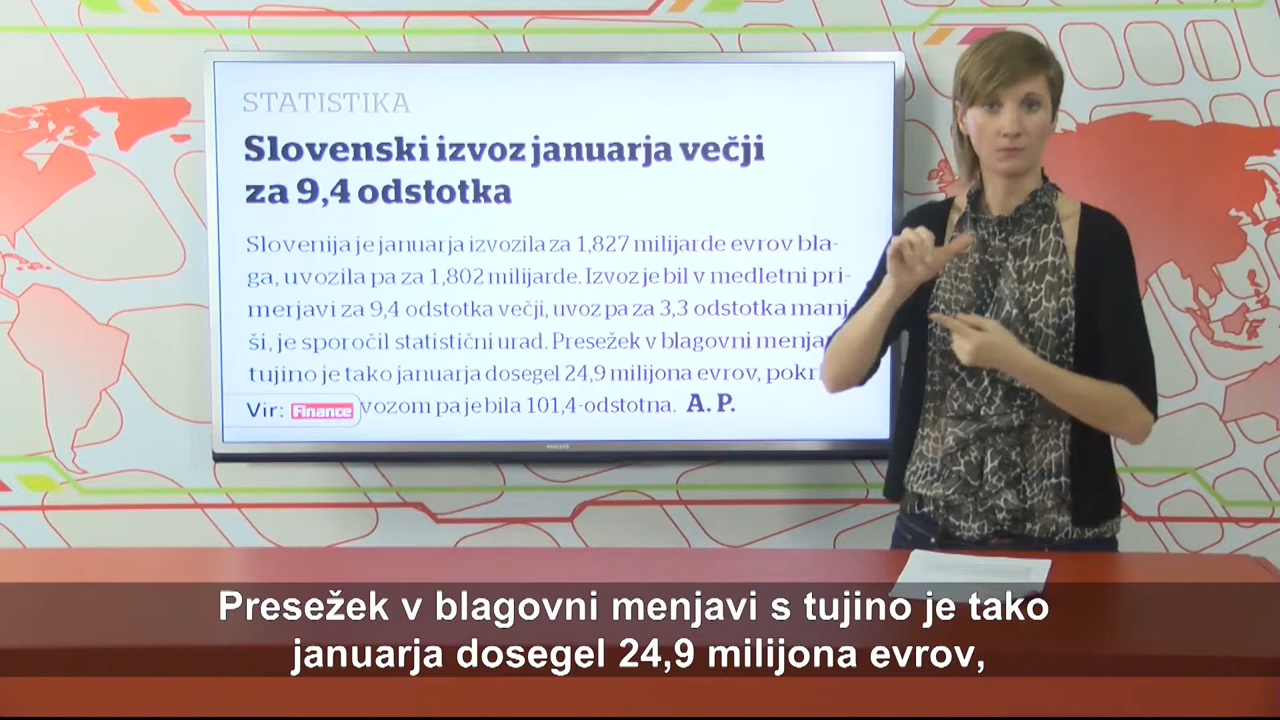 STATISTIKA
Slovenski izvoz januarja večji
za 9,4 odstotka
Slovenija je januarja izvozila za 1,827 milijarde evrov bla-
ga, uvozila pa za 1,802 milijarde. Izvoz je bil v medletni pri-
merjavi za 9,4 odstotka večji, uvoz pa za 3,3 odstotka manj
ši, je sporočil statistični urad. Presežek v blagovni
tujino je tako januarja dosegel 24,9 milijona evrov,
Vir: Finance vozom pa je bila 101,4-odstotna. A. P.
Presežek v blagovni menjavi s tujino je tako
januarja dosegel 24,9 milijona evrov,